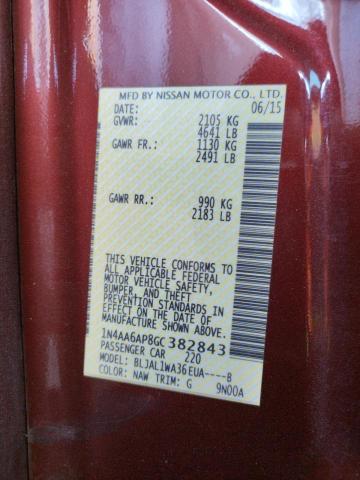 MFD BY NISSAN MOTOR CO., LTD.
DATE: 06/15
GVWR: 2105 KG
4641 LB
GAWR FR.: 1130 KG
2491 LB
GAWR RR.: 990 KG
2183 LB
THIS VEHICLE CONFORMS TO
ALL APPLICABLE FEDERAL
MOTOR VEHICLE SAFETY,
BUMPER, AND THEFT
PREVENTION STANDARDS
IN EFFECT ON THE DATE OF
MANUFACTURE SHOWN ABOVE.
1N4AA6AP8GC382843
PASSENGER CAR 220
MODEL: BLJAL1WA36EUA----B
COLOR: NAW TRIM: G 9N00A